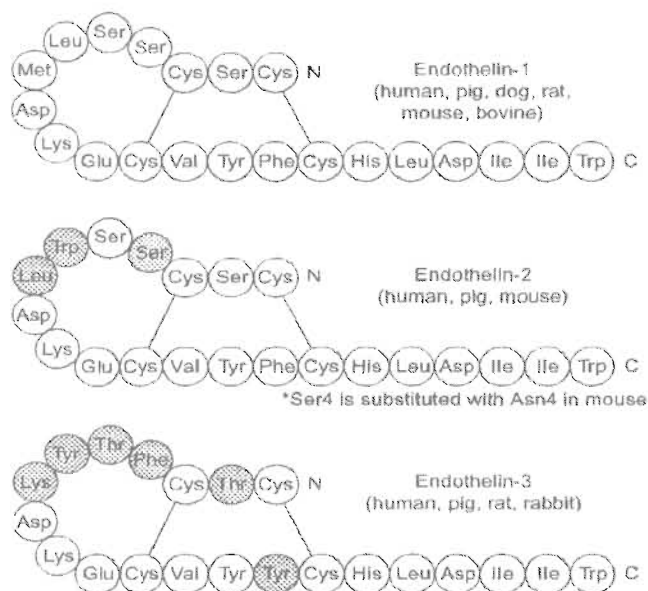 Leu Ser Ser
Met Cys Ser Cys N
Endothelin-1
(human, pig, dog, rat,
mouse, bovine)
Asp
Lys
Glu Cys Val Tyr Phe Cys His Leu Asp Ile Ile Trp C
Trp Ser Ser
Leu Cys Ser Cys N
Endothelin-2
(human, pig, mouse)
Asp
Lys
Glu Cys Val Tyr Phe Cys His Leu Asp Ile Ile Trp C
*Ser4 is substituted with Asn4 in mouse
Tyr Thr Phe
Lys Cys Thr Cys N
Endothelin-3
(human, pig, rat, rabbit)
Asp
Lys
Glu Cys Val Tyr Tyr Cys His Leu Asp Ile Ile Trp C